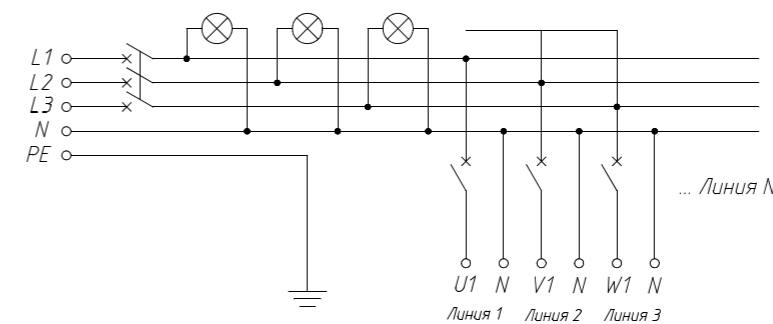 L1
L2
L3
N
PE
... Линия N
U1 N V1 N W1 N
Линия 1 Линия 2 Линия 3